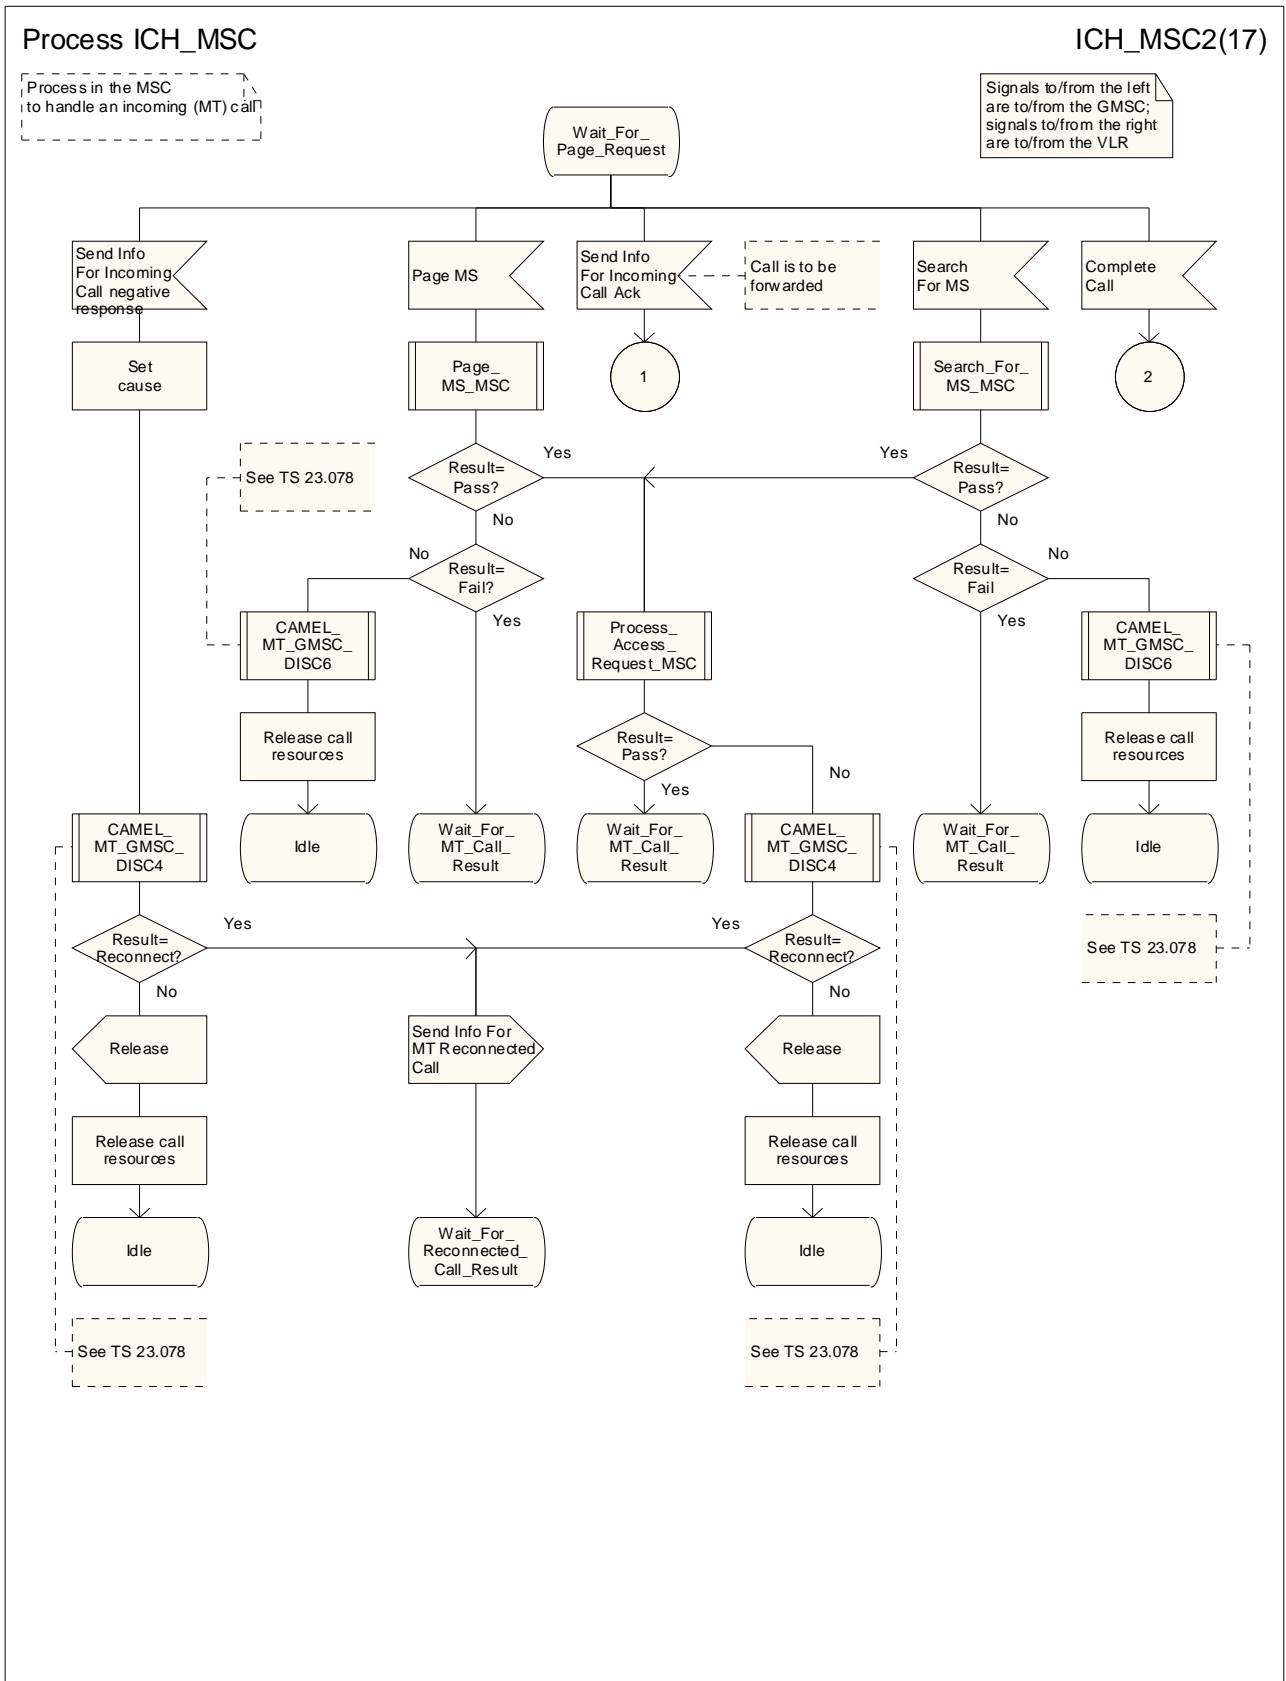 Process ICH_MSC
ICH_MSC2(17)
Process in the MSC
to handle an incoming (MT) call
Signals to/from the left
are to/from the GMSC;
signals to/from the right
are to/from the VLR
Wait_For_
Page_Request
Send Info
For Incoming
Call negative
response
Page MS
Send Info
For Incoming
Call Ack
Call is to be
forwarded
Search
For MS
Complete
Call
Set
cause
Page_
MS_MSC
1
Search_For_
MS_MSC
2
See TS 23.078
Result=
Pass?
Yes
No
Yes
Result=
Pass?
No
No
Result=
Fail?
Yes
Result=
Fail
No
Yes
CAMEL_
MT_GMSC_
DISC6
Process_
Access_
Request_MSC
CAMEL_
MT_GMSC_
DISC6
Release call
resources
Result=
Pass?
No
Yes
Release call
resources
CAMEL_
MT_GMSC_
DISC4
Idle
Wait_For_
MT_Call_
Result
Wait_For_
MT_Call_
Result
CAMEL_
MT_GMSC_
DISC4
Wait_For_
MT_Call_
Result
Idle
Result=
Reconnect?
Yes
No
Yes
Result=
Reconnect?
No
See TS 23.078
Release
Send Info For
MT Reconnected
Call
Release
Release call
resources
Release call
resources
Idle
Wait_For_
Reconnected_
Call_Result
Idle
See TS 23.078
See TS 23.078